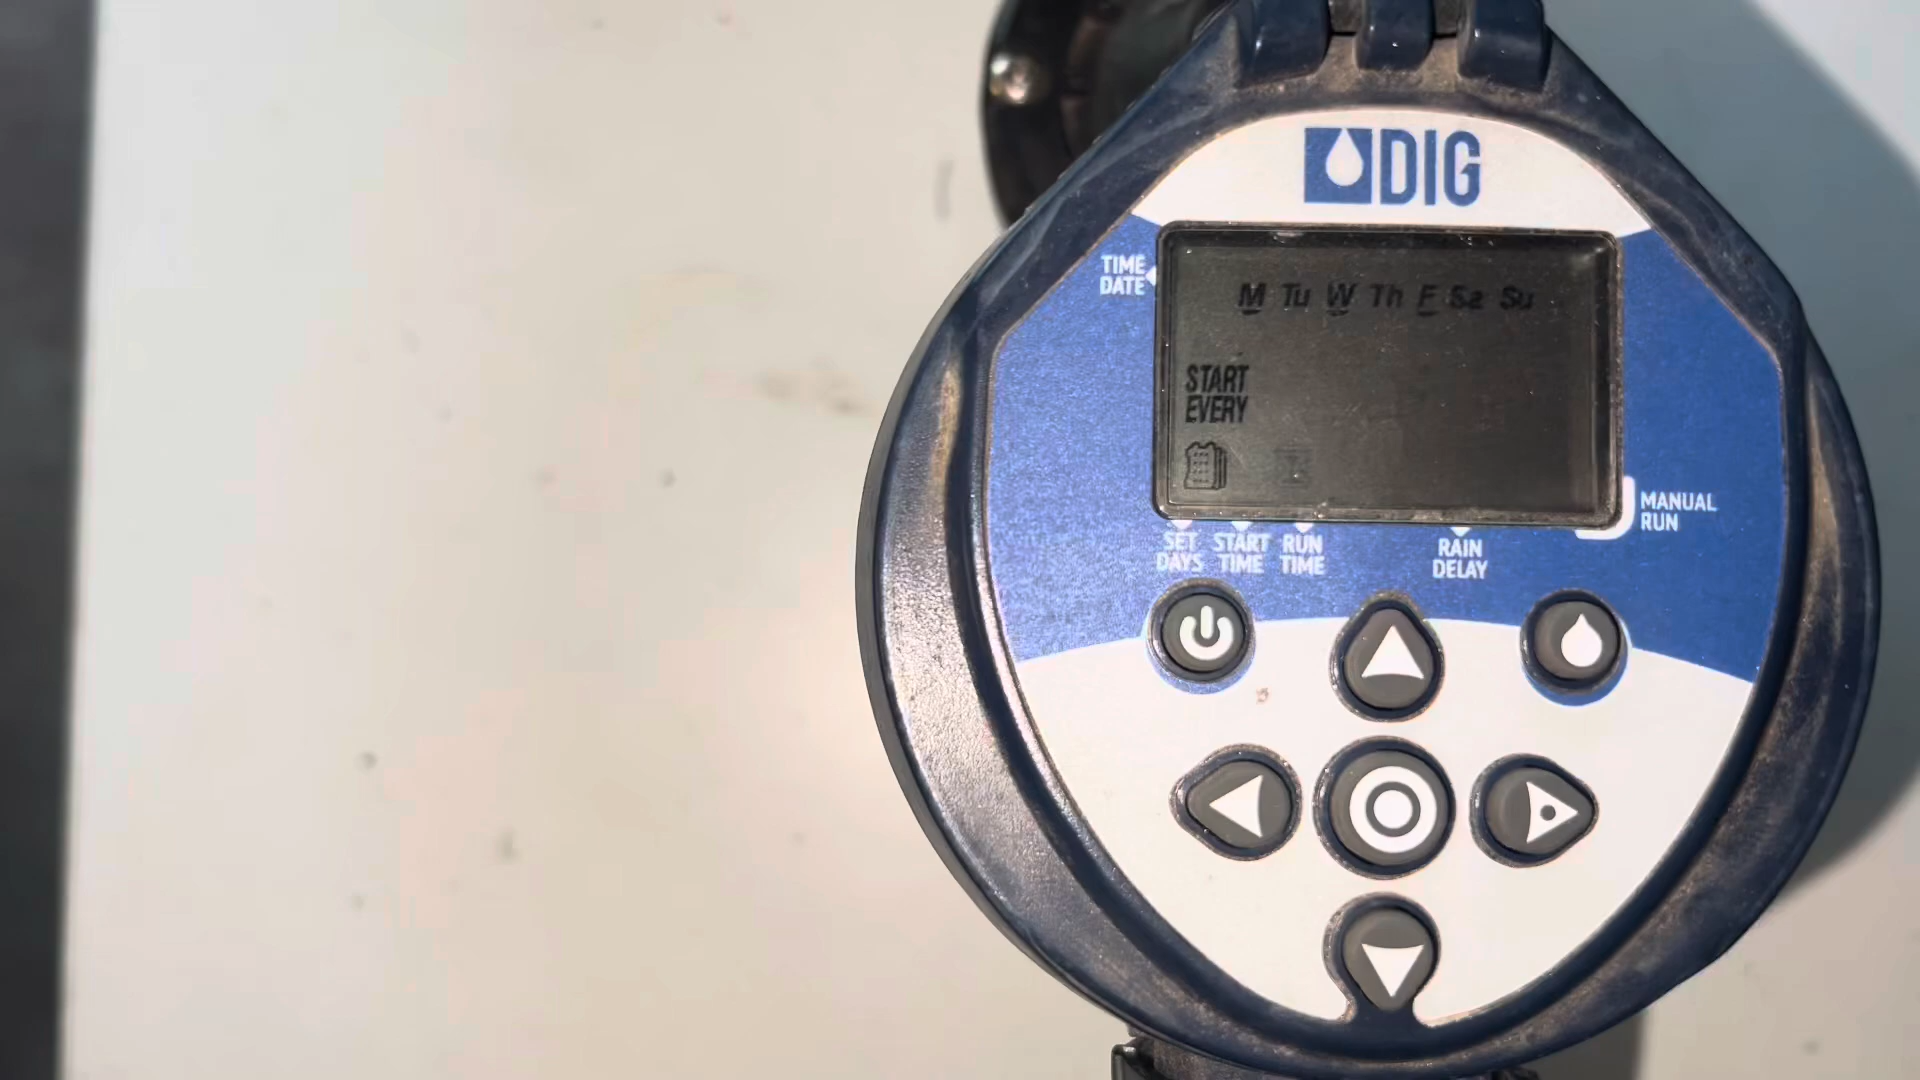 DIG
TIME
DATE
M Tu W Th F Sa Su
START
EVERY
MANUAL
RUN
SET
DAYS
START
TIME
RUN
TIME
RAIN
DELAY